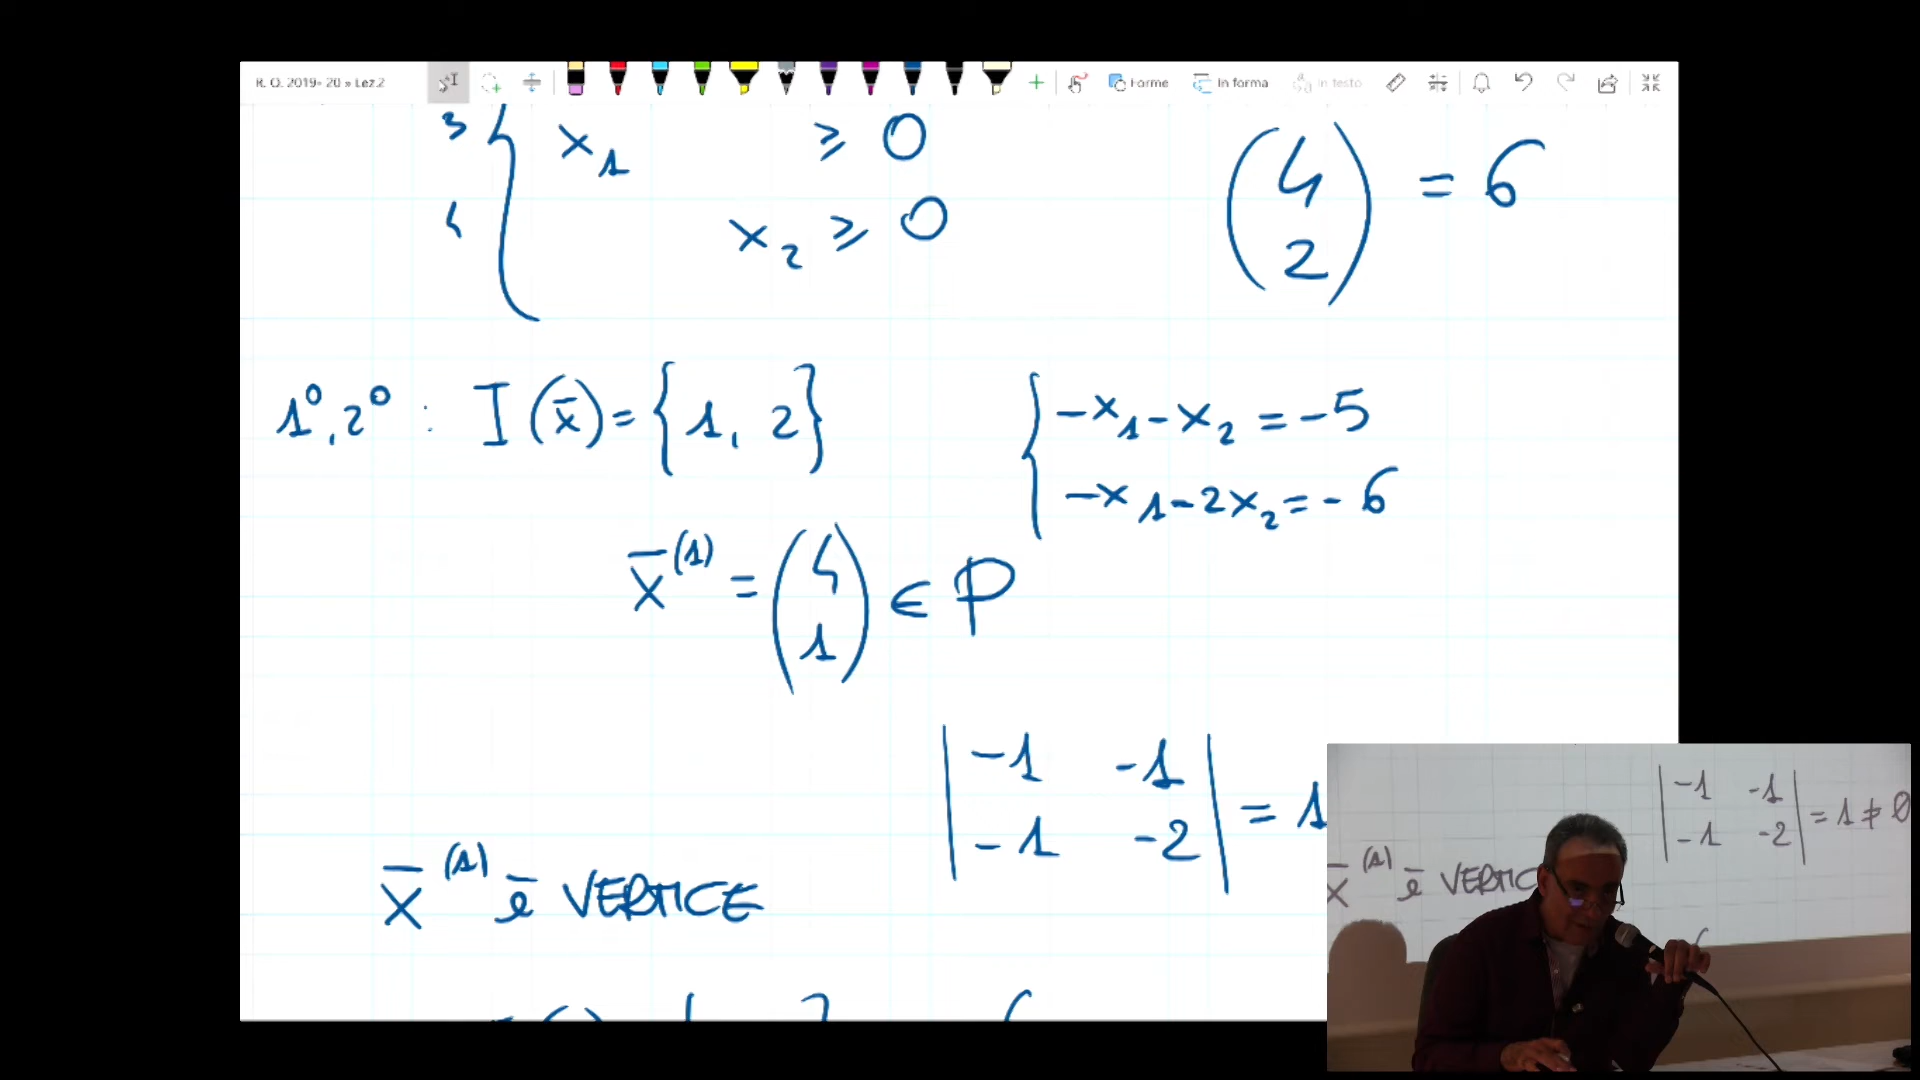 R. O. 2019-20 » Lez.2
Forme In forma In testo
3 x₁ ≥ 0
4 x₂ ≥ 0
(4 2) = 6
1°, 2° : I(x̄) = {1, 2}
-x₁ - x₂ = -5
-x₁ - 2x₂ = -6
x̄⁽¹⁾ = (4 1) ∈ P
| -1 -1 |
| -1 -2 | = 1
x̄⁽¹⁾ ē VERTICE
| -1 -1 |
| -1 -2 | = 1 ≠ 0
x̄⁽¹⁾ ē VERTIC